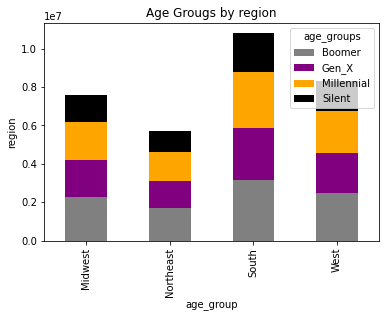 Age Grougs by region
1e7
1.0
0.8
0.6
0.4
0.2
0.0
region
age_groups
Boomer
Gen_X
Millennial
Silent
Midwest
Northeast
South
West
age_group